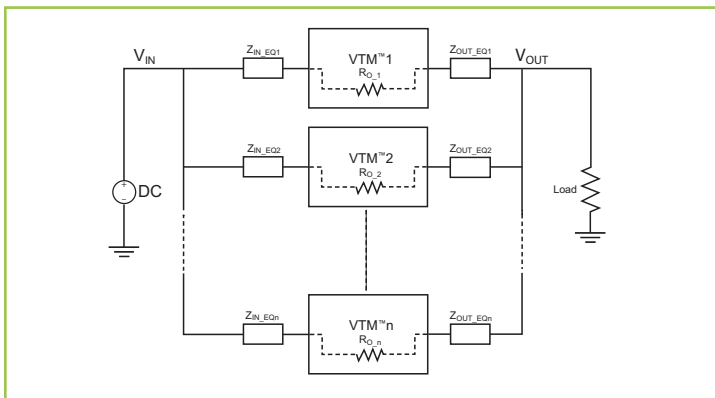 V_IN
Z_IN_EQ1
VTM™1
R_O_1
Z_OUT_EQ1
V_OUT
Z_IN_EQ2
VTM™2
R_O_2
Z_OUT_EQ2
+
−
DC
Load
Z_IN_EQn
VTM™n
R_O_n
Z_OUT_EQn